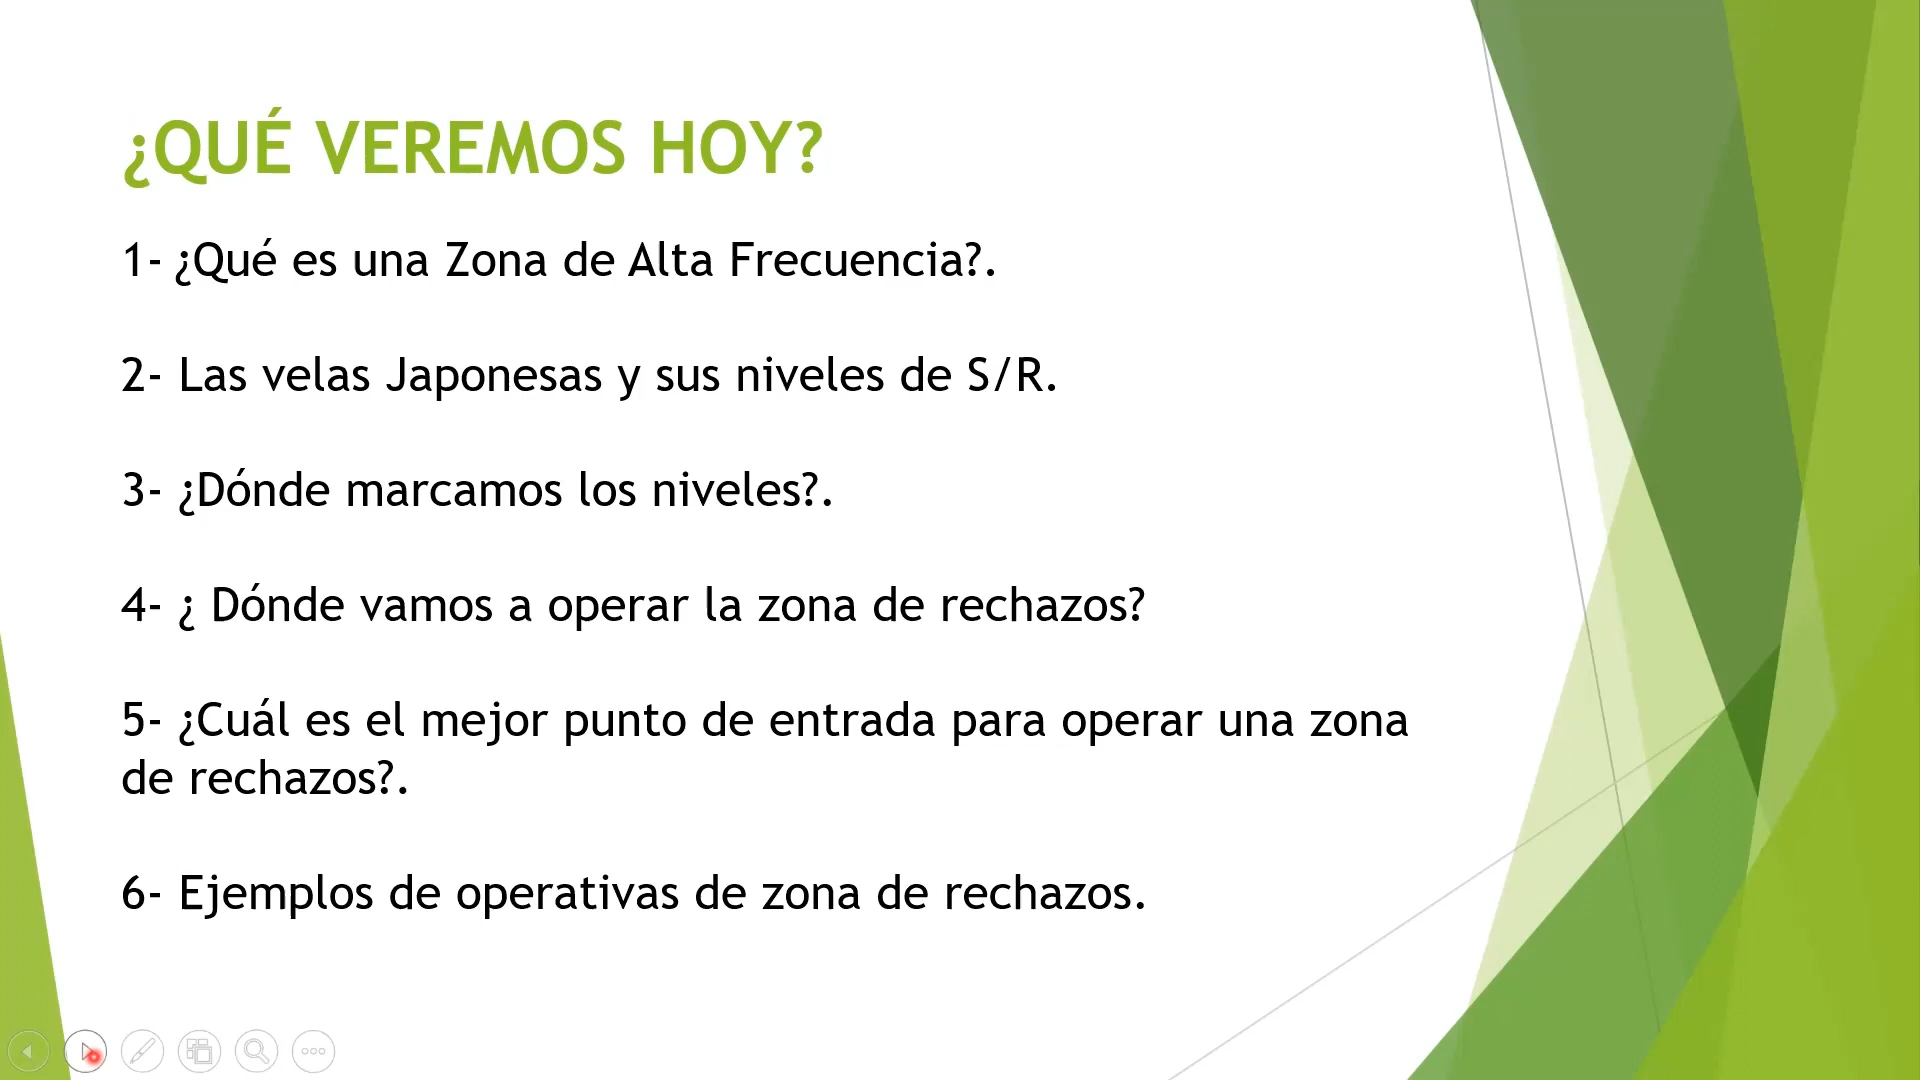 ¿QUÉ VEREMOS HOY?
1- ¿Qué es una Zona de Alta Frecuencia?.
2- Las velas Japonesas y sus niveles de S/R.
3- ¿Dónde marcamos los niveles?.
4- ¿ Dónde vamos a operar la zona de rechazos?
5- ¿Cuál es el mejor punto de entrada para operar una zona
de rechazos?.
6- Ejemplos de operativas de zona de rechazos.